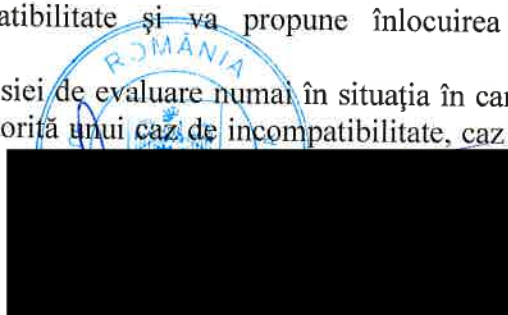 atibilitate și va propune înlocuirea
ROMÂNIA
siei de evaluare numai în situația în car
orită unui caz de incompatibilitate, caz